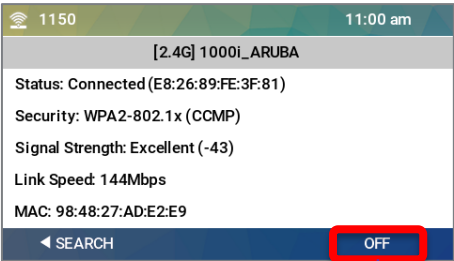 1150 11:00 am
[2.4G] 1000i_ARUBA
Status: Connected (E8:26:89:FE:3F:81)
Security: WPA2-802.1x (CCMP)
Signal Strength: Excellent (-43)
Link Speed: 144Mbps
MAC: 98:48:27:AD:E2:E9
SEARCH OFF